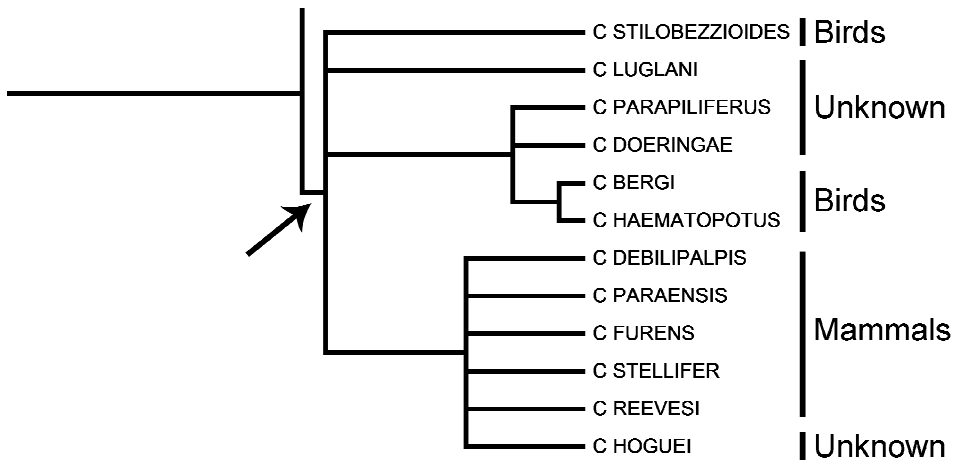 C STILOBEZZIOIDES
Birds
C LUGLANI
C PARAPILIFERUS
Unknown
C DOERINGAE
C BERGI
Birds
C HAEMATOPOTUS
C DEBILIPALPIS
C PARAENSIS
C FURENS
Mammals
C STELLIFER
C REEVESI
C HOGUEI
Unknown